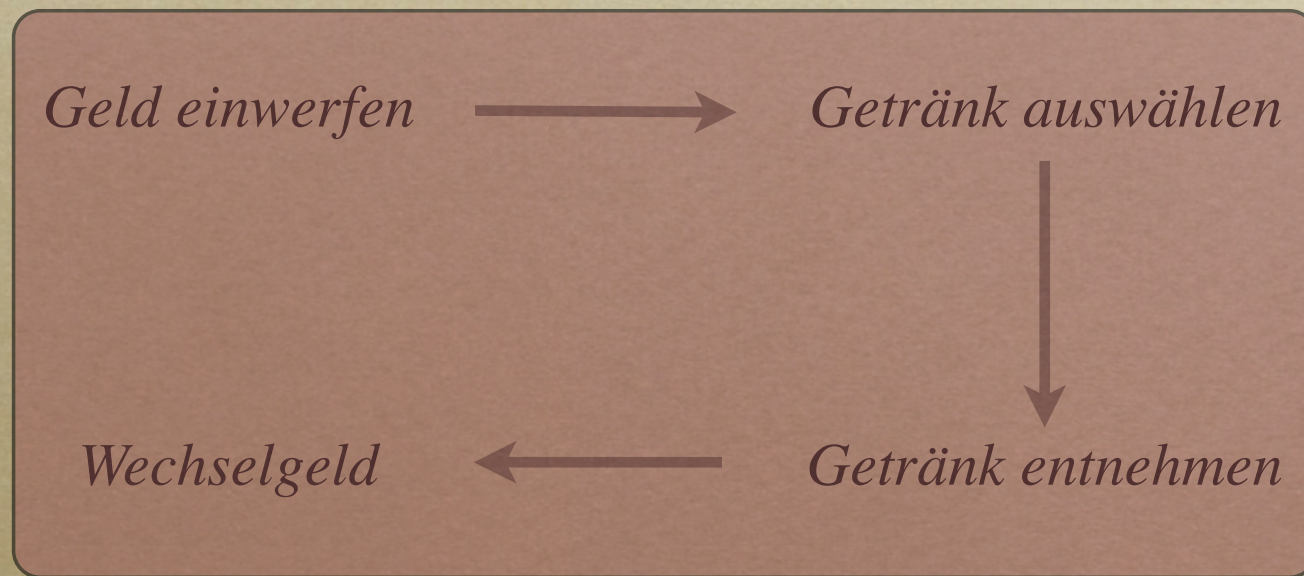 Geld einwerfen
Getränk auswählen
Getränk entnehmen
Wechselgeld